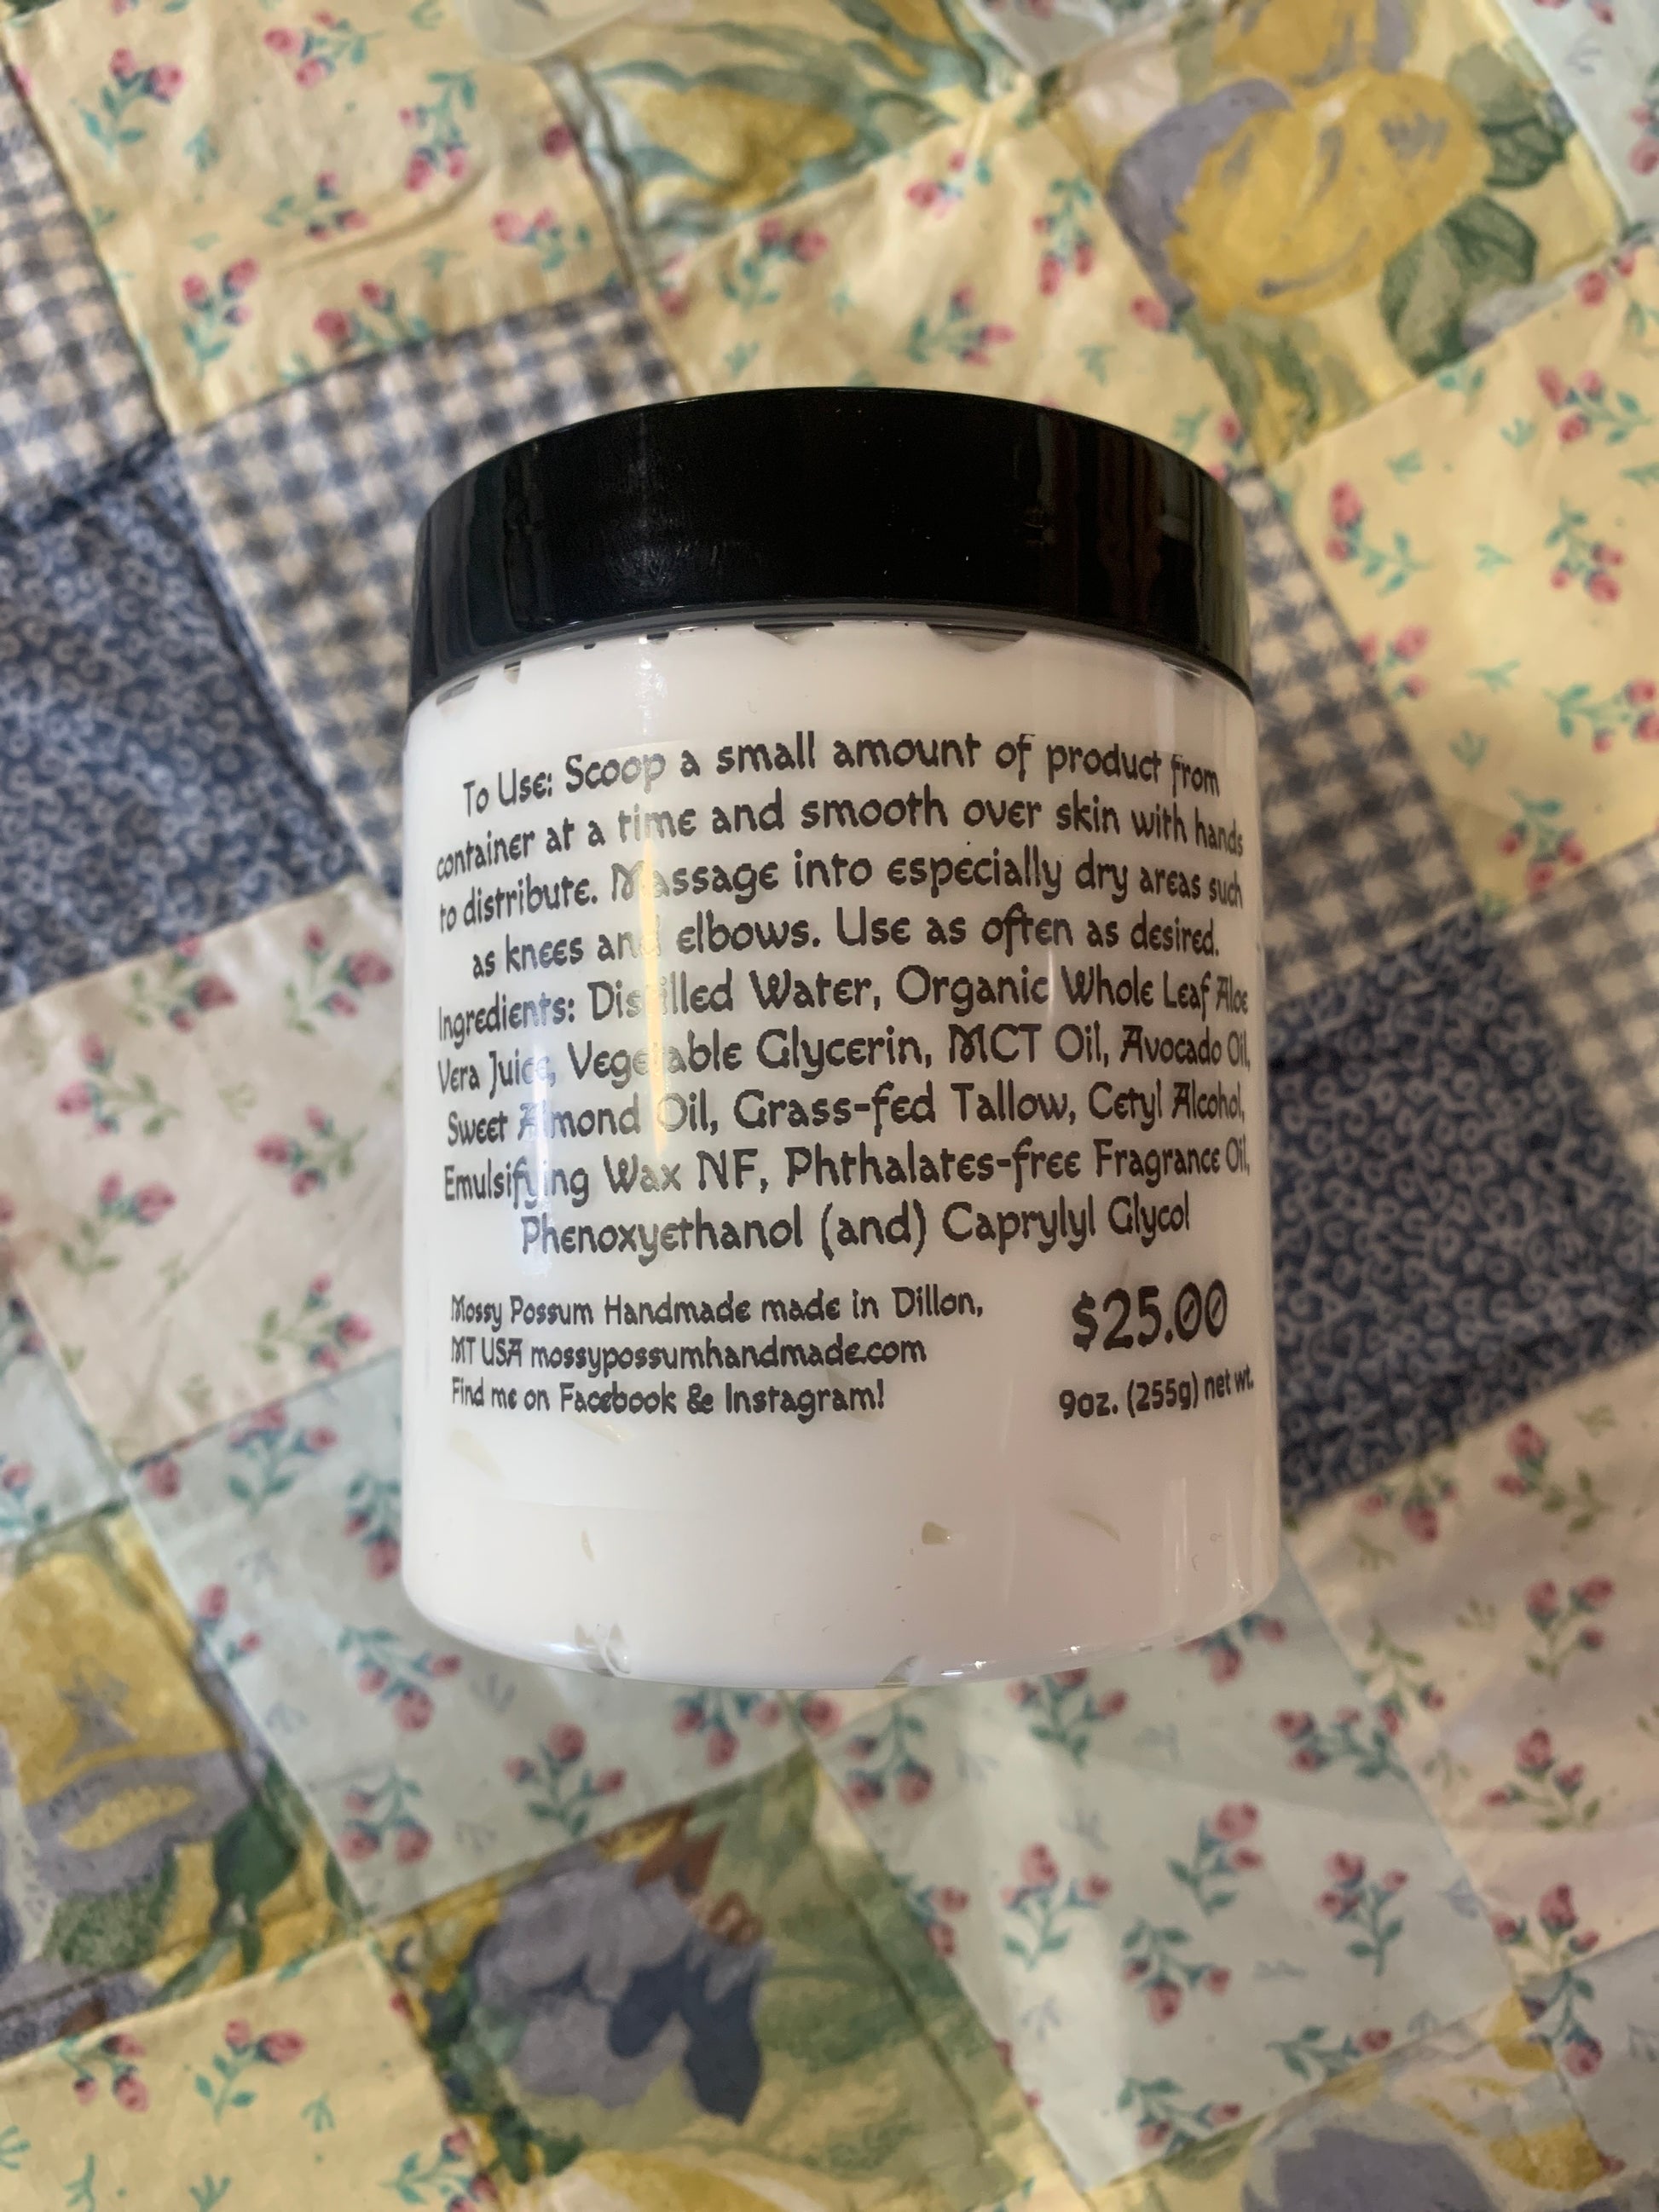 To Use: Scoop a small amount of product from
container at a time and smooth over skin with hands
to distribute. Massage into especially dry areas such
as knees and elbows. Use as often as desired.
Ingredients: Distilled Water, Organic Whole Leaf Aloe
Vera Juice, Vegetable Glycerin, MCT Oil, Avocado Oil,
Sweet Almond Oil, Grass-fed Tallow, Cetyl Alcohol,
Emulsifying Wax NF, Phthalates-free Fragrance Oil,
Phenoxyethanol (and) Caprylyl Glycol
Mossy Possum Handmade made in Dillon,
MT USA mossypossumhandmade.com
Find me on Facebook & Instagram!
$25.00
9oz. (255g) net wt.